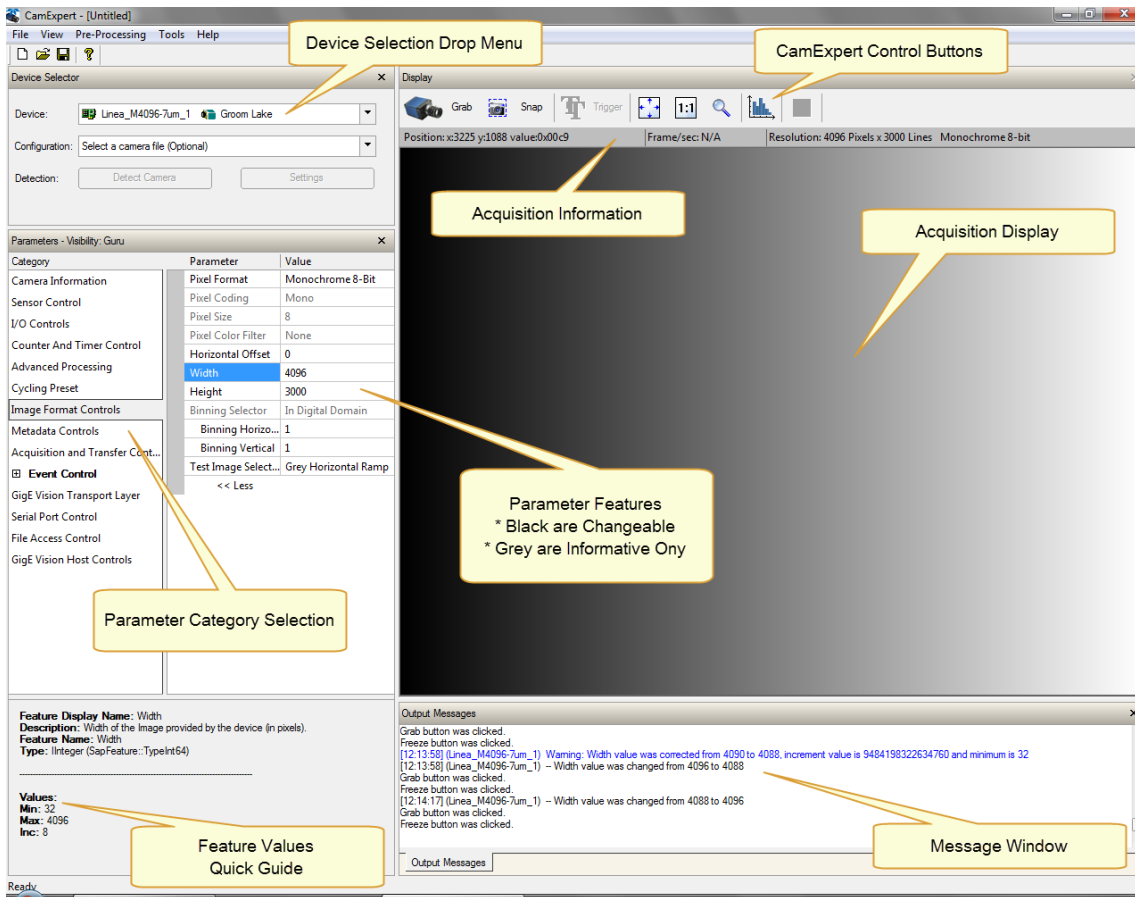 CamExpert - [Untitled]
File View Pre-Processing Tools Help
Device Selection Drop Menu
CamExpert Control Buttons
Device Selector
Device: Linea_M4096-7um_1 Groom Lake
Configuration: Select a camera file (Optional)
Detection: Detect Camera Settings
Display
Grab Snap Trigger 1:1
Position: x:3225 y:1088 value:0x00c9 Frame/sec: N/A Resolution: 4096 Pixels x 3000 Lines Monochrome 8-bit
Acquisition Information
Acquisition Display
Parameters - Visibility: Guru
Category
Camera Information
Sensor Control
I/O Controls
Counter And Timer Control
Advanced Processing
Cycling Preset
Image Format Controls
Metadata Controls
Acquisition and Transfer Cont...
Event Control
GigE Vision Transport Layer
Serial Port Control
File Access Control
GigE Vision Host Controls
Parameter Value
Pixel Format Monochrome 8-Bit
Pixel Coding Mono
Pixel Size 8
Pixel Color Filter None
Horizontal Offset 0
Width 4096
Height 3000
Binning Selector In Digital Domain
Binning Horizo... 1
Binning Vertical 1
Test Image Select... Grey Horizontal Ramp
<< Less
Parameter Features
* Black are Changeable
* Grey are Informative Ony
Parameter Category Selection
Feature Display Name: Width
Description: Width of the Image provided by the device (in pixels).
Feature Name: Width
Type: IInteger (SapFeature::TypeInt64)
Values:
Min: 32
Max: 4096
Inc: 8
Feature Values
Quick Guide
Output Messages
Grab button was clicked.
Freeze button was clicked.
[12:13:58] (Linea_M4096-7um_1) Warning: Width value was corrected from 4090 to 4088, increment value is 9484198322634760 and minimum is 32
[12:13:58] (Linea_M4096-7um_1) -- Width value was changed from 4096 to 4088
Grab button was clicked.
Freeze button was clicked.
[12:14:17] (Linea_M4096-7um_1) -- Width value was changed from 4088 to 4096
Grab button was clicked.
Freeze button was clicked.
Message Window
Output Messages
Ready